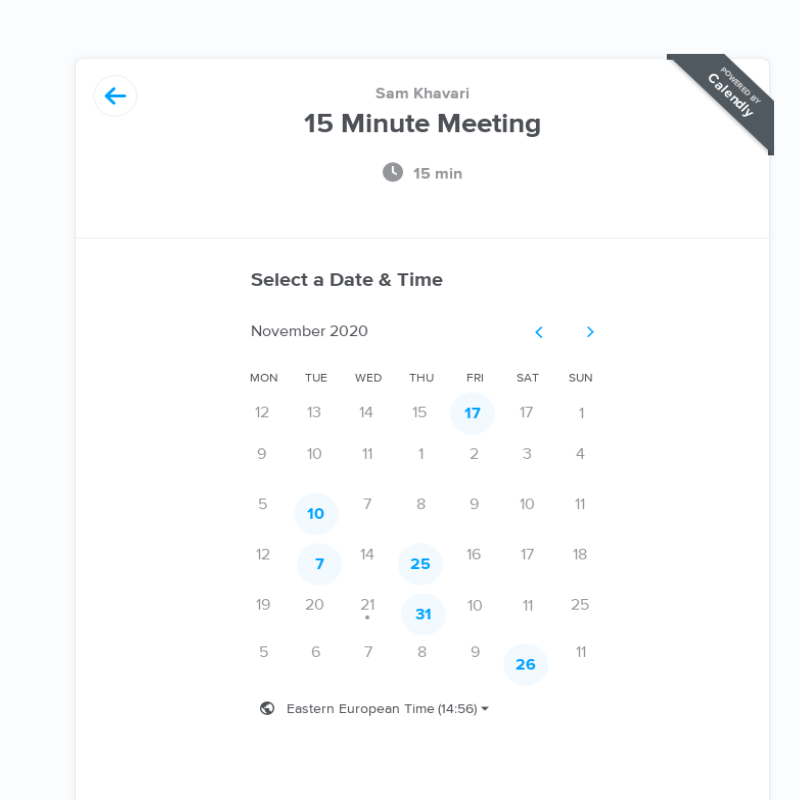 POWERED BY
Calendly
Sam Khavari
15 Minute Meeting
15 min
Select a Date & Time
November 2020
MON TUE WED THU FRI SAT SUN
12 13 14 15 17 17 1
9 10 11 1 2 3 4
5 10 7 8 9 10 11
12 7 14 25 16 17 18
19 20 21 31 10 11 25
5 6 7 8 9 26 11
Eastern European Time (14:56)